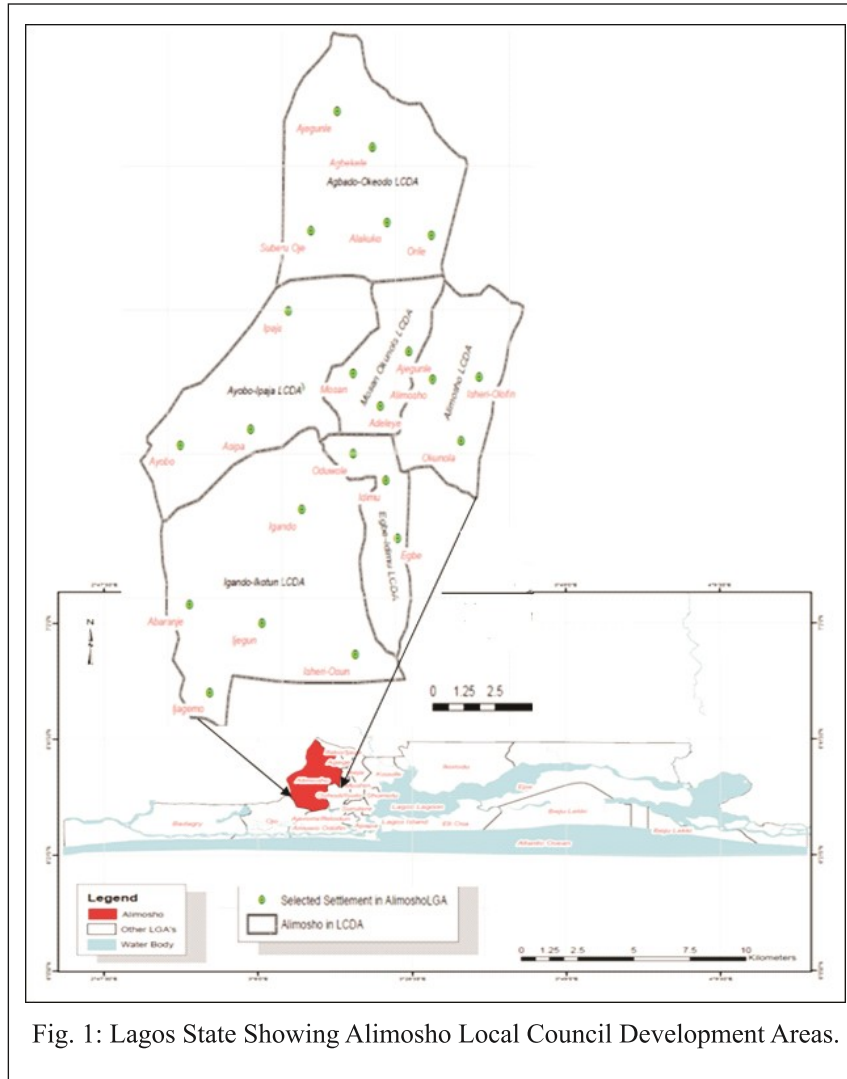 Ajegunle
Agbekele
Agbado-Okeodo LCDA
Suberu Oje
Alakuko
Orile
Ipaja
Ayobo-Ipaja LCDA
Mosan Okunola LCDA
Alimosho LCDA
Ajegunle
Mosan
Alimosho
Izheri-Olofin
Adeleye
Ayobo
Asipa
Okunola
Oduwole
Idimu
Igando
Egbe-Idimu LCDA
Egbe
Igando-Ikotun LCDA
Abaranje
Ijegun
Izheri-Osun
Ijagemo
N
0 1.25 2.5
Alimosho
Kosofe
Ikorodu
Epe
Lagos Lagoon
Badagry
Ojo
Lagos Island
Eti Osa
Ibeju Lekki
Ibeju Lekki
Atlantic Ocean
Legend
Alimosho
Other LGA's
Water Body
Selected Settlement in AlimoshoLGA
Alimosho in LCDA
0 1.25 2.5 5 7.5 10
Kilometers
Fig. 1: Lagos State Showing Alimosho Local Council Development Areas.